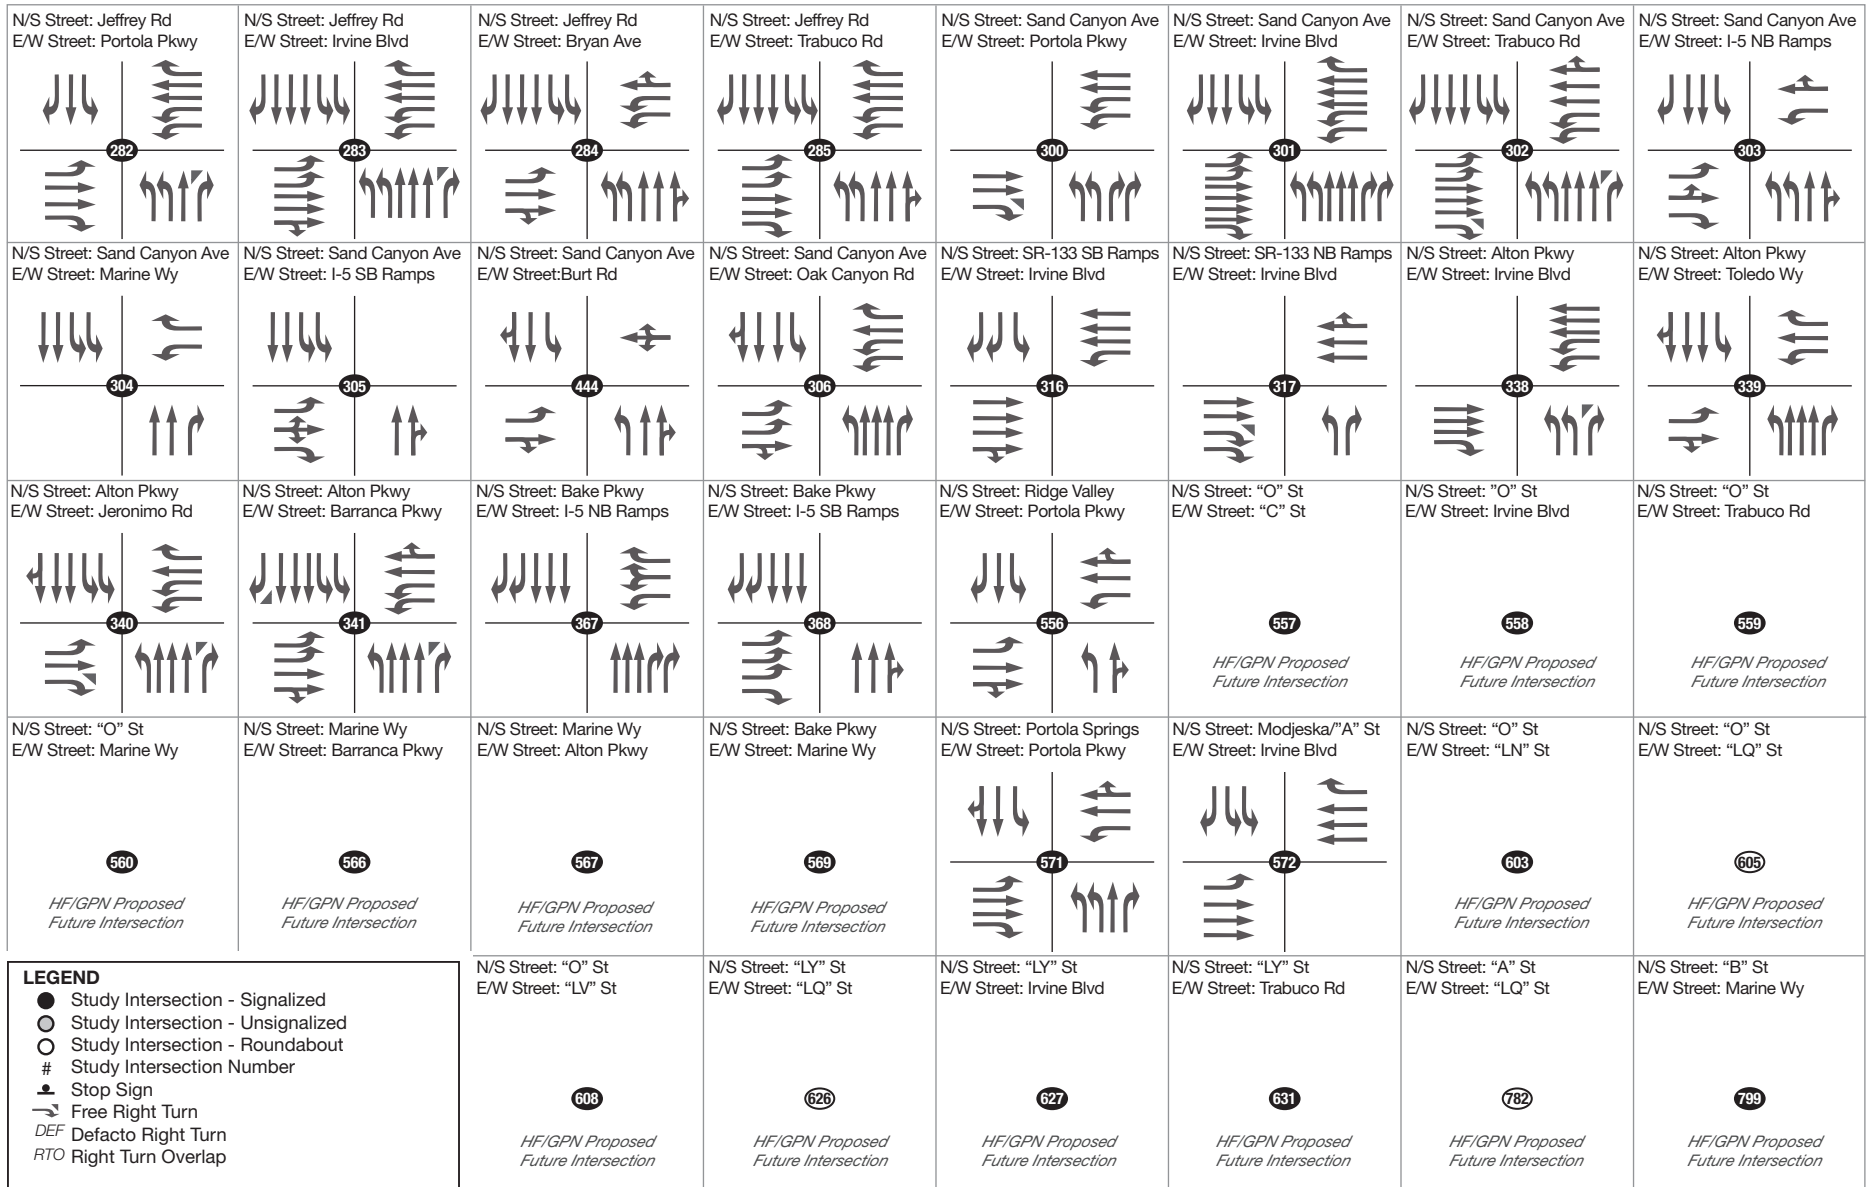 N/S Street: Jeffrey Rd
E/W Street: Portola Pkwy
282
N/S Street: Jeffrey Rd
E/W Street: Irvine Blvd
283
N/S Street: Jeffrey Rd
E/W Street: Bryan Ave
284
N/S Street: Jeffrey Rd
E/W Street: Trabuco Rd
285
N/S Street: Sand Canyon Ave
E/W Street: Portola Pkwy
300
N/S Street: Sand Canyon Ave
E/W Street: Irvine Blvd
301
N/S Street: Sand Canyon Ave
E/W Street: Trabuco Rd
302
N/S Street: Sand Canyon Ave
E/W Street: I-5 NB Ramps
303
N/S Street: Sand Canyon Ave
E/W Street: Marine Wy
304
N/S Street: Sand Canyon Ave
E/W Street: I-5 SB Ramps
305
N/S Street: Sand Canyon Ave
E/W Street:Burt Rd
444
N/S Street: Sand Canyon Ave
E/W Street: Oak Canyon Rd
306
N/S Street: SR-133 SB Ramps
E/W Street: Irvine Blvd
316
N/S Street: SR-133 NB Ramps
E/W Street: Irvine Blvd
317
N/S Street: Alton Pkwy
E/W Street: Irvine Blvd
338
N/S Street: Alton Pkwy
E/W Street: Toledo Wy
339
N/S Street: Alton Pkwy
E/W Street: Jeronimo Rd
340
N/S Street: Alton Pkwy
E/W Street: Barranca Pkwy
341
N/S Street: Bake Pkwy
E/W Street: I-5 NB Ramps
367
N/S Street: Bake Pkwy
E/W Street: I-5 SB Ramps
368
N/S Street: Ridge Valley
E/W Street: Portola Pkwy
556
N/S Street: “O” St
E/W Street: “C” St
557
HF/GPN Proposed
Future Intersection
N/S Street: ”O” St
E/W Street: Irvine Blvd
558
HF/GPN Proposed
Future Intersection
N/S Street: “O” St
E/W Street: Trabuco Rd
559
HF/GPN Proposed
Future Intersection
N/S Street: “O” St
E/W Street: Marine Wy
560
HF/GPN Proposed
Future Intersection
N/S Street: Marine Wy
E/W Street: Barranca Pkwy
566
HF/GPN Proposed
Future Intersection
N/S Street: Marine Wy
E/W Street: Alton Pkwy
567
HF/GPN Proposed
Future Intersection
N/S Street: Bake Pkwy
E/W Street: Marine Wy
569
HF/GPN Proposed
Future Intersection
N/S Street: Portola Springs
E/W Street: Portola Pkwy
571
N/S Street: Modjeska/”A” St
E/W Street: Irvine Blvd
572
N/S Street: “O” St
E/W Street: “LN” St
603
HF/GPN Proposed
Future Intersection
N/S Street: “O” St
E/W Street: “LQ” St
605
HF/GPN Proposed
Future Intersection
LEGEND
Study Intersection - Signalized
Study Intersection - Unsignalized
Study Intersection - Roundabout
# Study Intersection Number
Stop Sign
Free Right Turn
DEF Defacto Right Turn
RTO Right Turn Overlap
N/S Street: “O” St
E/W Street: “LV” St
608
HF/GPN Proposed
Future Intersection
N/S Street: “LY” St
E/W Street: “LQ” St
626
HF/GPN Proposed
Future Intersection
N/S Street: “LY” St
E/W Street: Irvine Blvd
627
HF/GPN Proposed
Future Intersection
N/S Street: “LY” St
E/W Street: Trabuco Rd
631
HF/GPN Proposed
Future Intersection
N/S Street: “A” St
E/W Street: “LQ” St
782
HF/GPN Proposed
Future Intersection
N/S Street: “B” St
E/W Street: Marine Wy
799
HF/GPN Proposed
Future Intersection